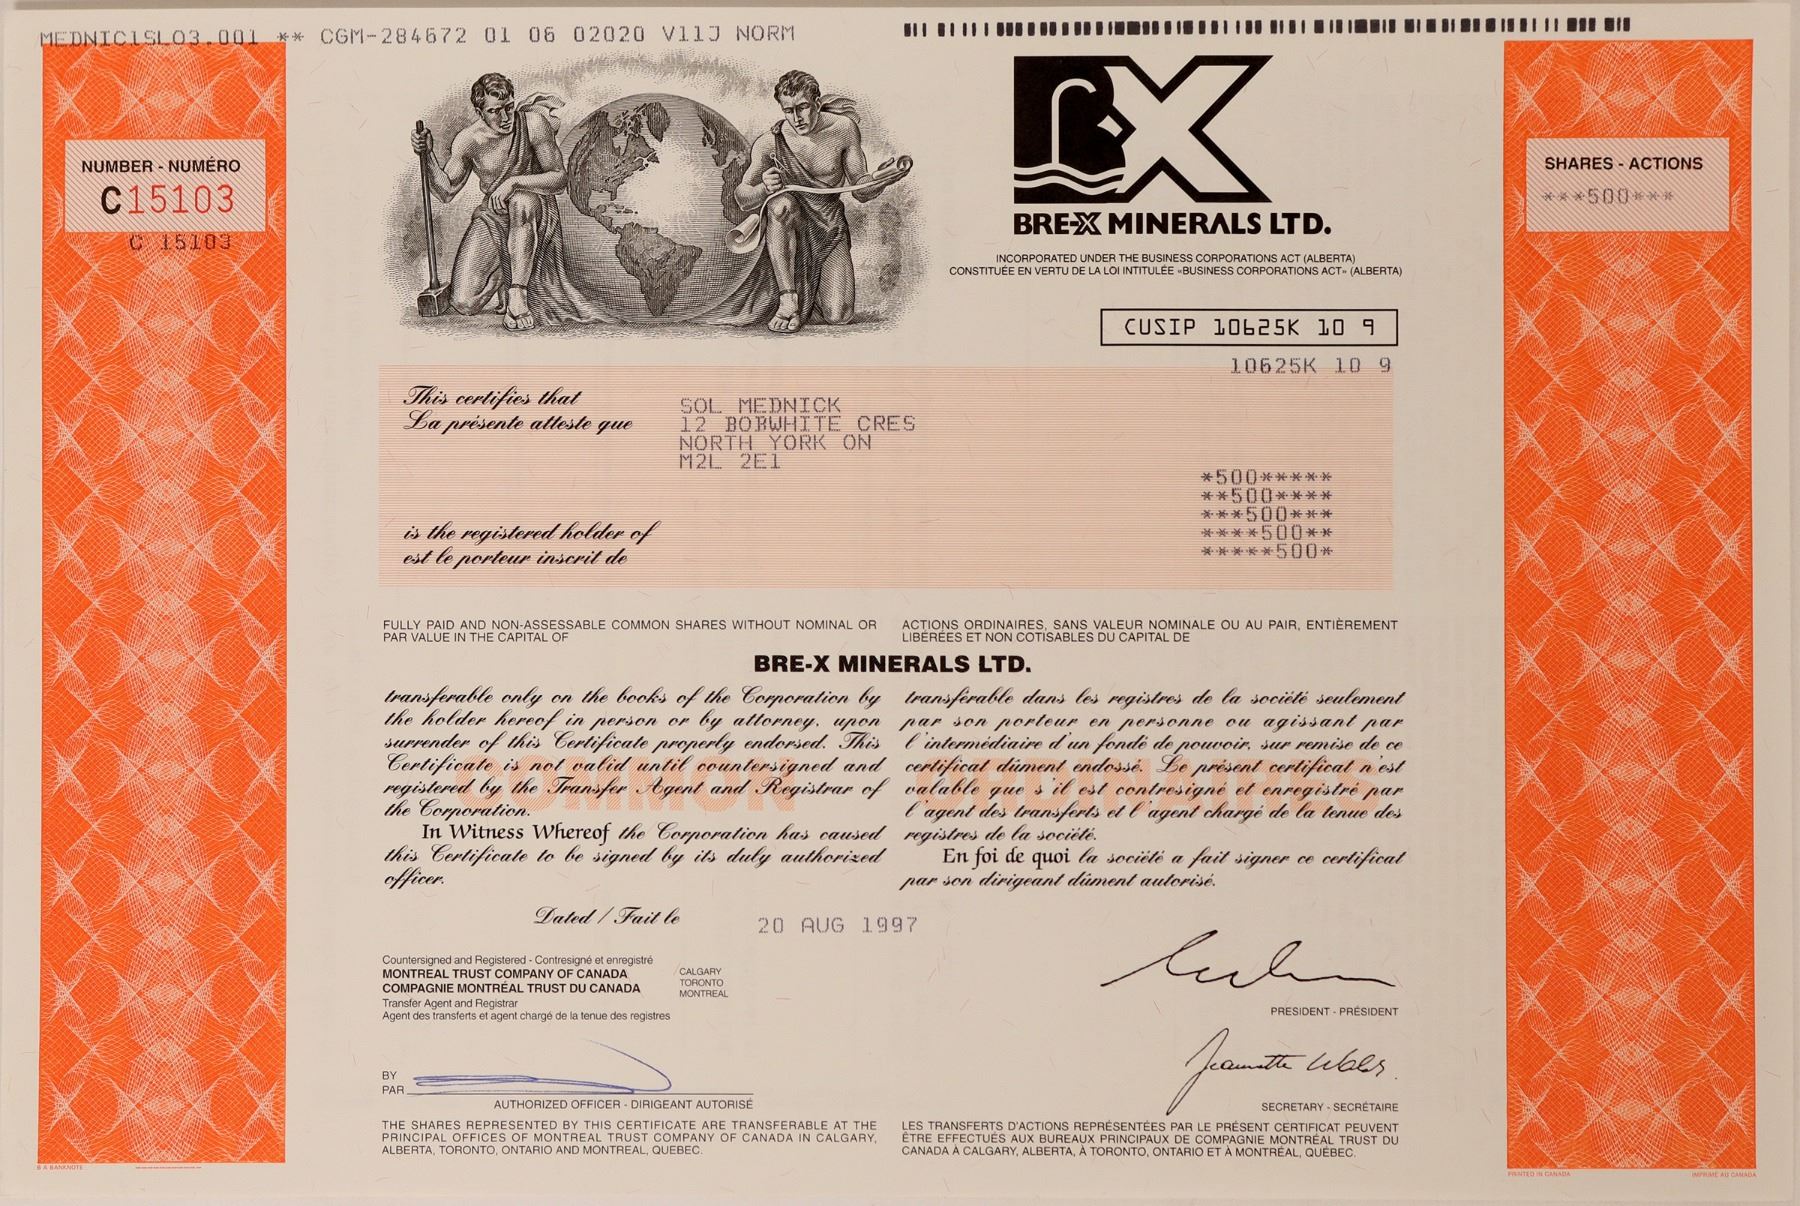 MEDNIC1SL03.001 ** CGM-284672 01 06 02020 V11J NORM
NUMBER - NUMÉRO
C15103
C 15103
BRE-X MINERALS LTD.
INCORPORATED UNDER THE BUSINESS CORPORATIONS ACT (ALBERTA)
CONSTITUÉE EN VERTU DE LA LOI INTITULÉE «BUSINESS CORPORATIONS ACT» (ALBERTA)
SHARES - ACTIONS
***500***
CUSIP 10625K 10 9
10625K 10 9
This certifies that
La présente atteste que
SOL MEDNICK
12 BOBWHITE CRES
NORTH YORK ON
M2L 2E1
*500*****
**500****
***500***
****500**
*****500*
is the registered holder of
est le porteur inscrit de
FULLY PAID AND NON-ASSESSABLE COMMON SHARES WITHOUT NOMINAL OR
PAR VALUE IN THE CAPITAL OF
ACTIONS ORDINAIRES, SANS VALEUR NOMINALE OU AU PAIR, ENTIÈREMENT
LIBÉRÉES ET NON COTISABLES DU CAPITAL DE
BRE-X MINERALS LTD.
transferable only on the books of the Corporation by
the holder hereof in person or by attorney, upon
surrender of this Certificate properly endorsed. This
Certificate is not valid until countersigned and
registered by the Transfer Agent and Registrar of
the Corporation.
In Witness Whereof the Corporation has caused
this Certificate to be signed by its duly authorized
officer.
transférable dans les registres de la société seulement
par son porteur en personne ou agissant par
l'intermédiaire d'un fondé de pouvoir, sur remise de ce
certificat dûment endossé. Le présent certificat n'est
valable que s'il est contresigné et enregistré par
l'agent des transferts et l'agent chargé de la tenue des
registres de la société.
En foi de quoi la société a fait signer ce certificat
par son dirigeant dûment autorisé.
COMMON
Dated / Fait le
20 AUG 1997
Countersigned and Registered - Contresigné et enregistré
MONTREAL TRUST COMPANY OF CANADA
COMPAGNIE MONTRÉAL TRUST DU CANADA
Transfer Agent and Registrar
Agent des transferts et agent chargé de la tenue des registres
CALGARY
TORONTO
MONTREAL
PRESIDENT - PRÉSIDENT
BY
PAR
AUTHORIZED OFFICER - DIRIGEANT AUTORISÉ
Jeannette Walsh
SECRETARY - SECRÉTAIRE
THE SHARES REPRESENTED BY THIS CERTIFICATE ARE TRANSFERABLE AT THE
PRINCIPAL OFFICES OF MONTREAL TRUST COMPANY OF CANADA IN CALGARY,
ALBERTA, TORONTO, ONTARIO AND MONTREAL, QUEBEC.
LES TRANSFERTS D'ACTIONS REPRÉSENTÉES PAR LE PRÉSENT CERTIFICAT PEUVENT
ÊTRE EFFECTUÉS AUX BUREAUX PRINCIPAUX DE COMPAGNIE MONTRÉAL TRUST DU
CANADA À CALGARY, ALBERTA, À TORONTO, ONTARIO ET À MONTRÉAL, QUÉBEC.
B A BANKNOTE
PRINTED IN CANADA
IMPRIMÉ AU CANADA